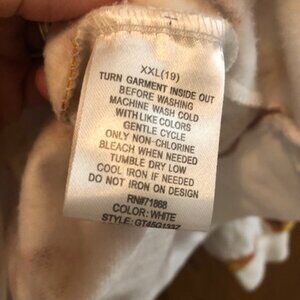 XXL(19)
TURN GARMENT INSIDE OUT
BEFORE WASHING
MACHINE WASH COLD
WITH LIKE COLORS
GENTLE CYCLE
ONLY NON-CHLORINE
BLEACH WHEN NEEDED
TUMBLE DRY LOW
COOL IRON IF NEEDED
DO NOT IRON ON DESIGN
RN#71868
COLOR: WHITE
STYLE: